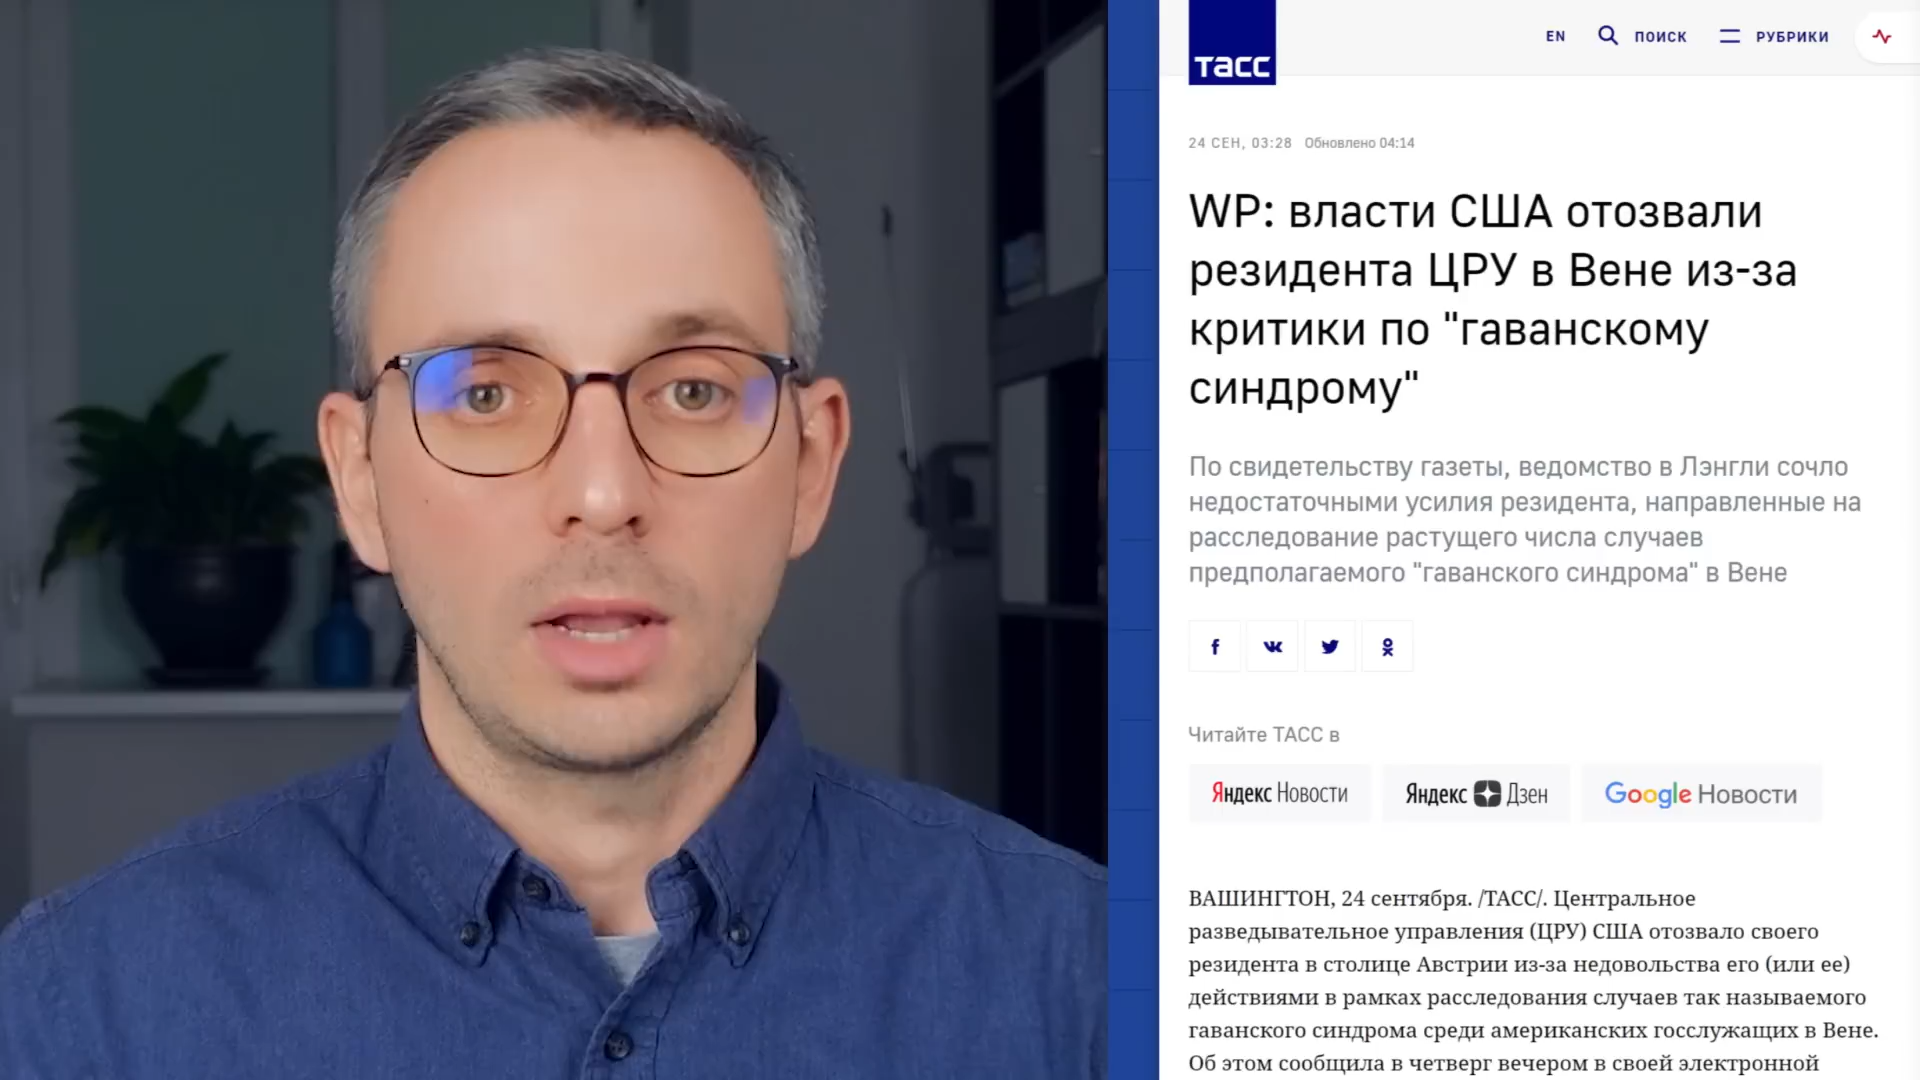 ТАСС
EN
ПОИСК
РУБРИКИ
24 СЕН, 03:28 Обновлено 04:14
WP: власти США отозвали
резидента ЦРУ в Вене из-за
критики по "гаванскому
синдрому"
По свидетельству газеты, ведомство в Лэнгли сочло
недостаточными усилия резидента, направленные на
расследование растущего числа случаев
предполагаемого "гаванского синдрома" в Вене
Читайте ТАСС в
Яндекс Новости
Яндекс Дзен
Google Новости
ВАШИНГТОН, 24 сентября. /ТАСС/. Центральное
разведывательное управления (ЦРУ) США отозвало своего
резидента в столице Австрии из-за недовольства его (или ее)
действиями в рамках расследования случаев так называемого
гаванского синдрома среди американских госслужащих в Вене.
Об этом сообщила в четверг вечером в своей электронной